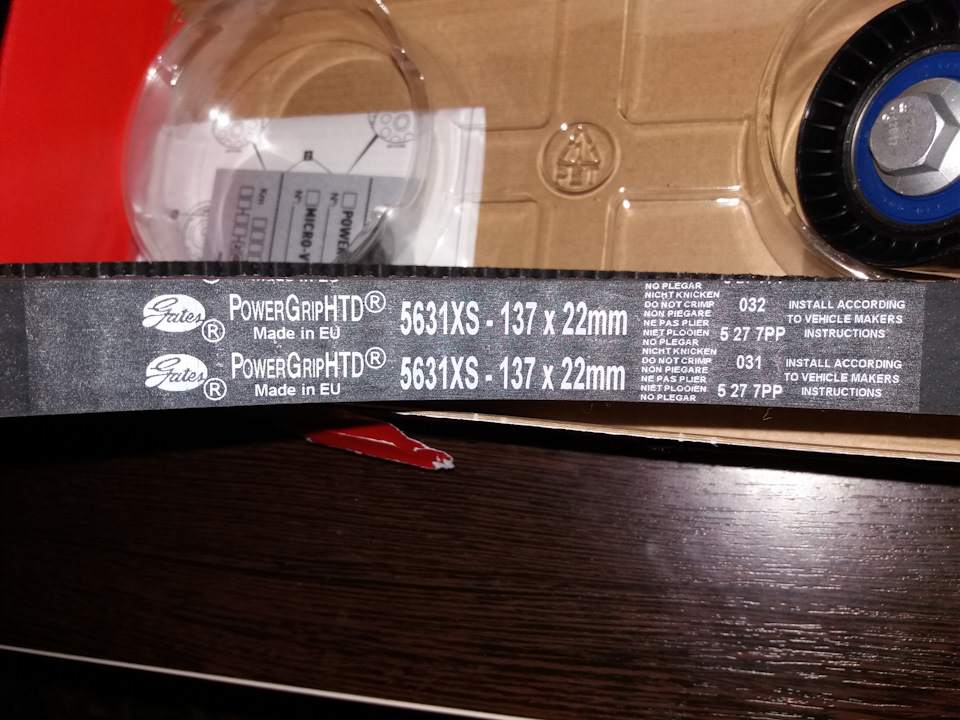 PET
Km
POWER
N°
MICRO-V
N°
Gates® POWERGRIPHTD®
Made in EU
5631XS - 137 x 22mm
NO PLEGAR
NICHT KNICKEN
DO NOT CRIMP
NON PIEGARE
NE PAS PLIER
NIET PLOOIEN
NO PLEGAR
032
5 27 7PP
INSTALL ACCORDING
TO VEHICLE MAKERS
INSTRUCTIONS
Gates® POWERGRIPHTD®
Made in EU
5631XS - 137 x 22mm
NICHT KNICKEN
DO NOT CRIMP
NON PIEGARE
NE PAS PLIER
NIET PLOOIEN
NO PLEGAR
031
5 27 7PP
INSTALL ACCORDING
TO VEHICLE MAKERS
INSTRUCTIONS